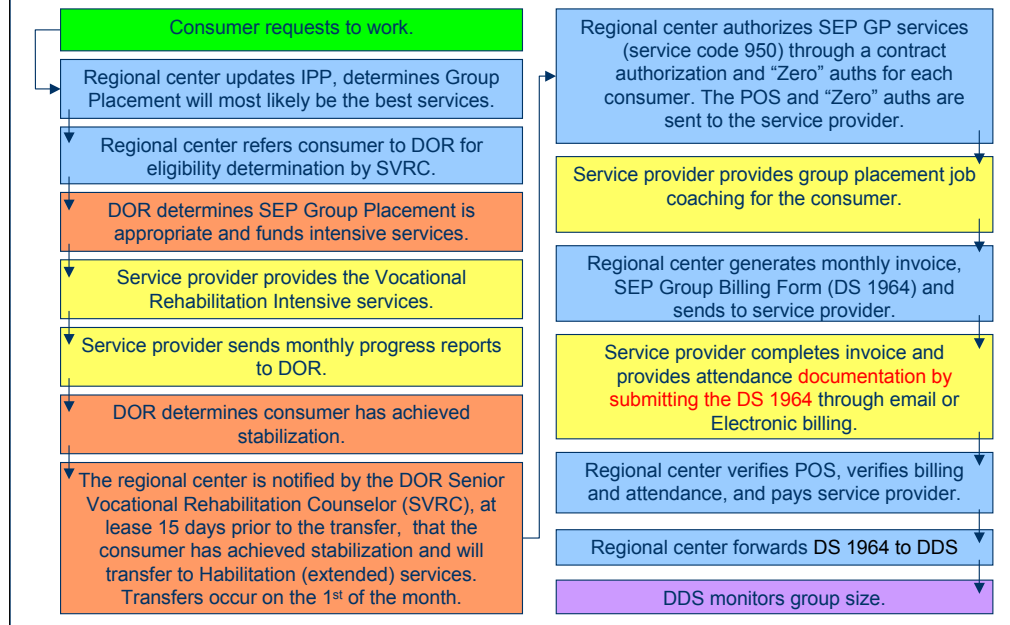 Consumer requests to work.
Regional center updates IPP, determines Group
Placement will most likely be the best services.
Regional center refers consumer to DOR for
eligibility determination by SVRC.
DOR determines SEP Group Placement is
appropriate and funds intensive services.
Service provider provides the Vocational
Rehabilitation Intensive services.
Service provider sends monthly progress reports
to DOR.
DOR determines consumer has achieved
stabilization.
The regional center is notified by the DOR Senior
Vocational Rehabilitation Counselor (SVRC), at
lease 15 days prior to the transfer, that the
consumer has achieved stabilization and will
transfer to Habilitation (extended) services.
Transfers occur on the 1st of the month.
Regional center authorizes SEP GP services
(service code 950) through a contract
authorization and “Zero” auths for each
consumer. The POS and “Zero” auths are
sent to the service provider.
Service provider provides group placement job
coaching for the consumer.
Regional center generates monthly invoice,
SEP Group Billing Form (DS 1964) and
sends to service provider.
Service provider completes invoice and
provides attendance documentation by
submitting the DS 1964 through email or
Electronic billing.
Regional center verifies POS, verifies billing
and attendance, and pays service provider.
Regional center forwards DS 1964 to DDS
DDS monitors group size.